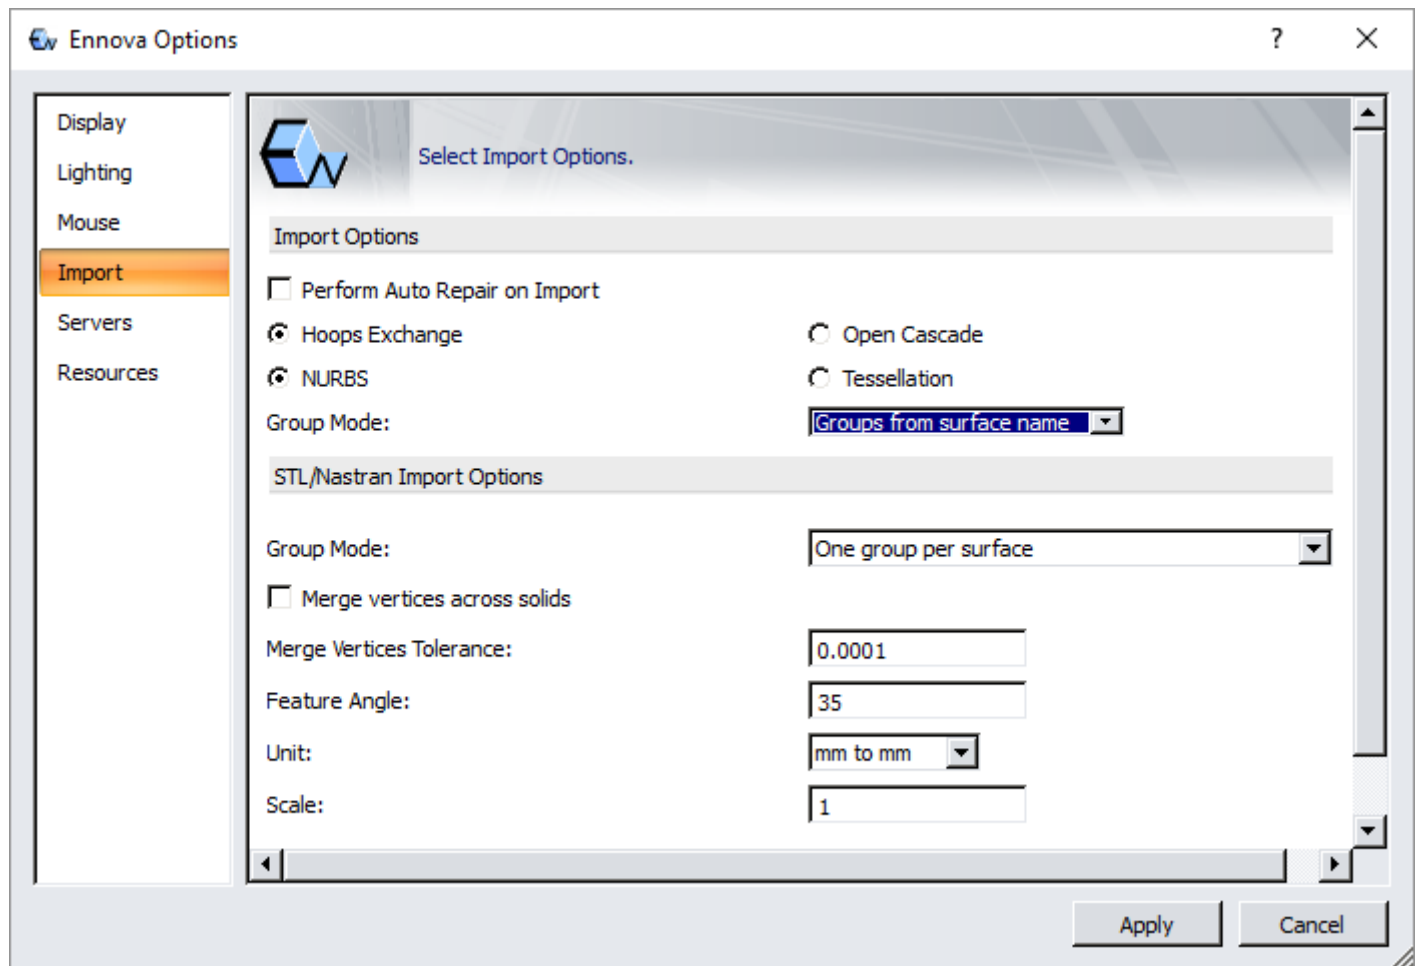 Ennova Options
?
Display
Lighting
Mouse
Import
Servers
Resources
Select Import Options.
Import Options
Perform Auto Repair on Import
Hoops Exchange Open Cascade
NURBS Tessellation
Group Mode: Groups from surface name
STL/Nastran Import Options
Group Mode: One group per surface
Merge vertices across solids
Merge Vertices Tolerance: 0.0001
Feature Angle: 35
Unit: mm to mm
Scale: 1
Apply Cancel